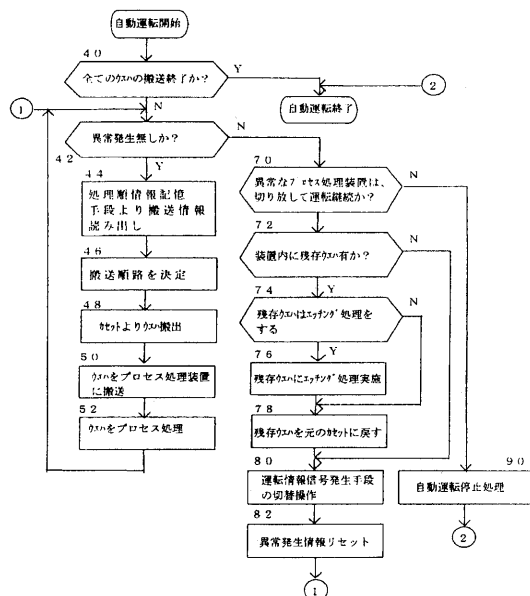 自動運転開始
40
全てのウエハの搬送終了か?
Y
N
1
2
自動運転終了
異常発生無しか?
N
42
Y
44
処理順情報記憶
手段より搬送情報
読み出し
46
搬送順路を決定
48
カセットよりウエハ搬出
50
ウエハをプロセス処理装置
に搬送
52
ウエハをプロセス処理
70
異常なプロセス処理装置は、
切り放して運転継続か?
N
72
Y
装置内に残存ウエハ有か?
N
74
Y
残存ウエハはエッチング処理を
する
N
76
Y
残存ウエハにエッチング処理実施
78
残存ウエハを元のカセットに戻す
80
運転情報信号発生手段
の切替操作
82
異常発生情報リセット
1
90
自動運転停止処理
2